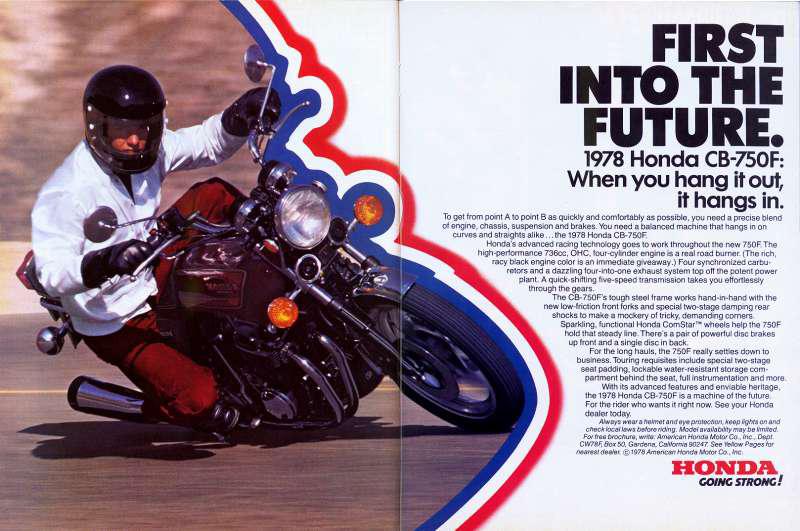 FIRST
INTO THE
FUTURE.
1978 Honda CB-750F:
When you hang it out,
it hangs in.
To get from point A to point B as quickly and comfortably as possible, you need a precise blend
of engine, chassis, suspension and brakes. You need a balanced machine that hangs in on
curves and straights alike...the 1978 Honda CB-750F.
Honda's advanced racing technology goes to work throughout the new 750F. The
high-performance 736cc, OHC, four-cylinder engine is a real road burner. (The rich,
racy black engine color is an immediate giveaway.) Four synchronized carbu-
retors and a dazzling four-into-one exhaust system top off the potent power
plant. A quick-shifting five-speed transmission takes you effortlessly
through the gears.
The CB-750F's tough steel frame works hand-in-hand with the
new low-friction front forks and special two-stage damping rear
shocks to make a mockery of tricky, demanding corners.
Sparkling, functional Honda ComStar™ wheels help the 750F
hold that steady line. There's a pair of powerful disc brakes
up front and a single disc in back.
For the long hauls, the 750F really settles down to
business. Touring requisites include special two-stage
seat padding, lockable water-resistant storage com-
partment behind the seat, full instrumentation and more.
With its advanced features and enviable heritage,
the 1978 Honda CB-750F is a machine of the future.
For the rider who wants it right now. See your Honda
dealer today.
Always wear a helmet and eye protection, keep lights on and
check local laws before riding. Model availability may be limited.
For free brochure, write: American Honda Motor Co., Inc., Dept.
CW78F, Box 50, Gardena, California 90247. See Yellow Pages for
nearest dealer. ©1978 American Honda Motor Co., Inc.
HONDA
GOING STRONG!